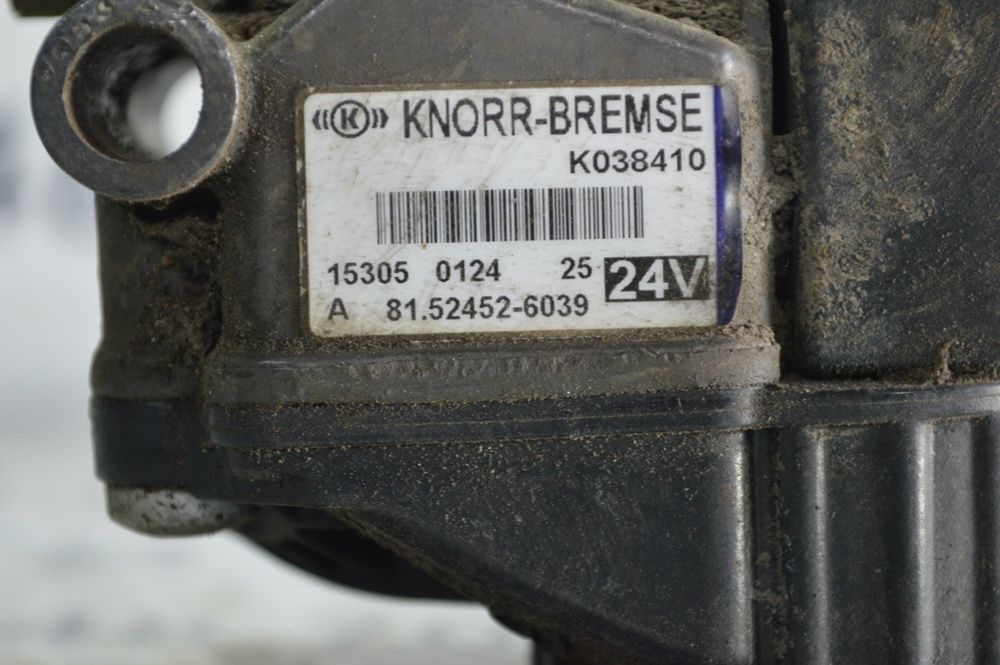 ((K)) KNORR-BREMSE
K038410
15305 0124 25 24V
A 81.52452-6039